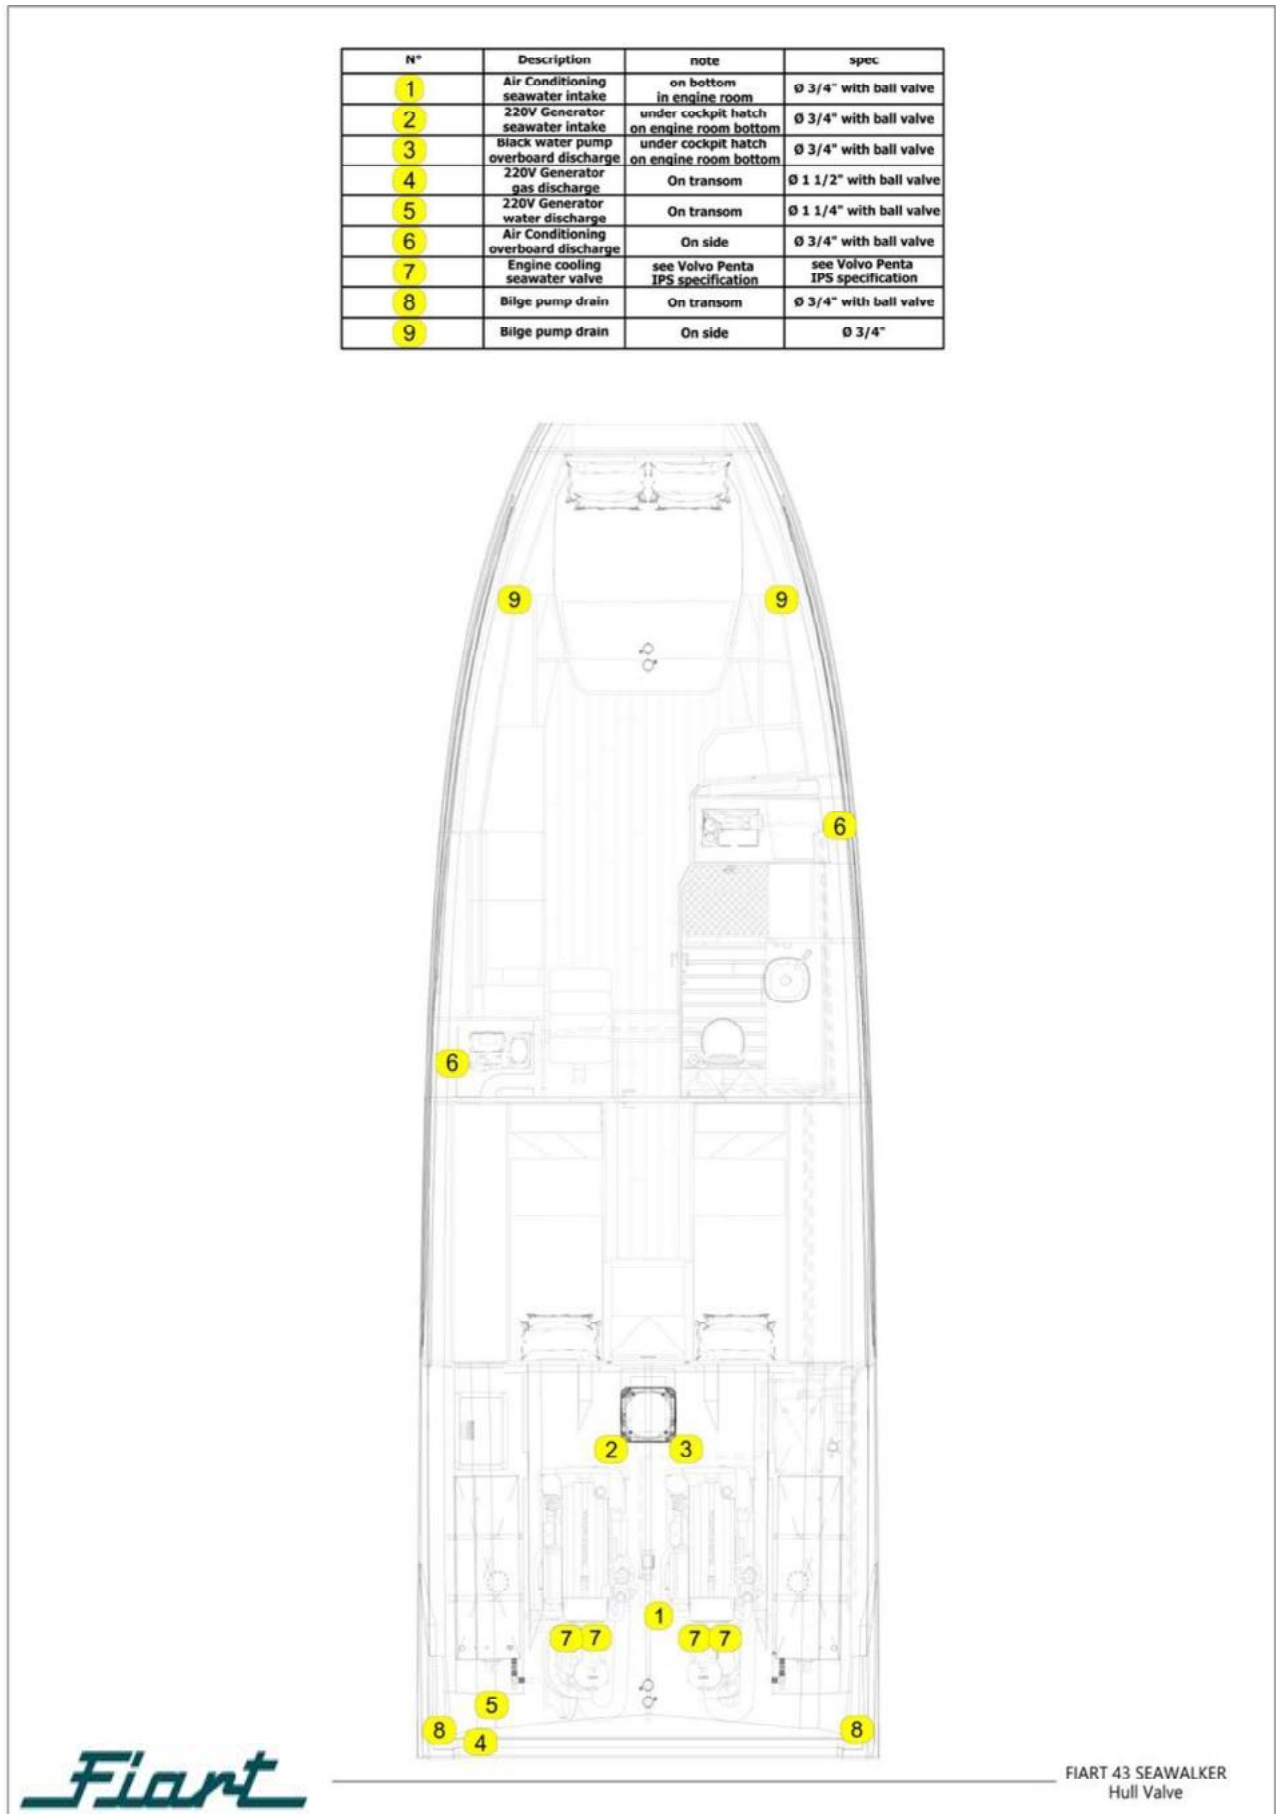 N° Description note spec
1 Air Conditioning seawater intake on bottom in engine room Ø 3/4" with ball valve
2 220V Generator seawater intake under cockpit hatch on engine room bottom Ø 3/4" with ball valve
3 Black water pump overboard discharge under cockpit hatch on engine room bottom Ø 3/4" with ball valve
4 220V Generator gas discharge On transom Ø 1 1/2" with ball valve
5 220V Generator water discharge On transom Ø 1 1/4" with ball valve
6 Air Conditioning overboard discharge On side Ø 3/4" with ball valve
7 Engine cooling seawater valve see Volvo Penta IPS specification see Volvo Penta IPS specification
8 Bilge pump drain On transom Ø 3/4" with ball valve
9 Bilge pump drain On side Ø 3/4"
9 9
6
6
2 3
1
7 7 7 7
5
8 8
4
Fiart
FIART 43 SEAWALKER
Hull Valve